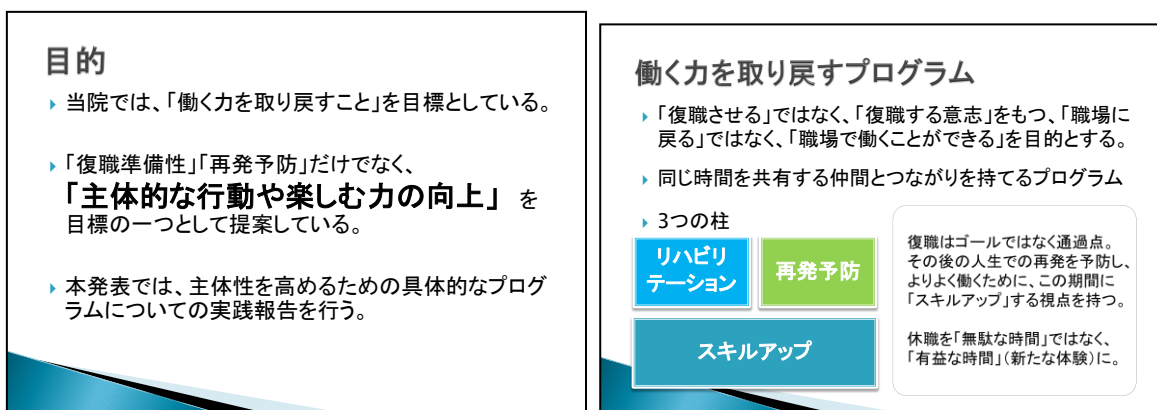 目的
当院では、「働く力を取り戻すこと」を目標としている。
「復職準備性」「再発予防」だけでなく、
「主体的な行動や楽しむ力の向上」 を
目標の一つとして提案している。
本発表では、主体性を高めるための具体的なプログ
ラムについての実践報告を行う。
働く力を取り戻すプログラム
「復職させる」ではなく、「復職する意志」をもつ、「職場に
戻る」ではなく、「職場で働くことができる」を目的とする。
同じ時間を共有する仲間とつながりを持てるプログラム
3つの柱
リハビリ
テーション
再発予防
スキルアップ
復職はゴールではなく通過点。
その後の人生での再発を予防し、
よりよく働くために、この期間に
「スキルアップ」する視点を持つ。
休職を「無駄な時間」ではなく、
「有益な時間」(新たな体験)に。